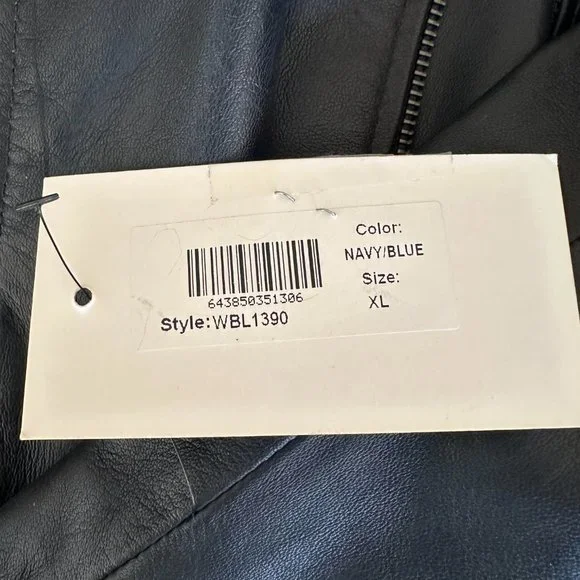 643850351306
Style:WBL1390
Color:
NAVY/BLUE
Size:
XL